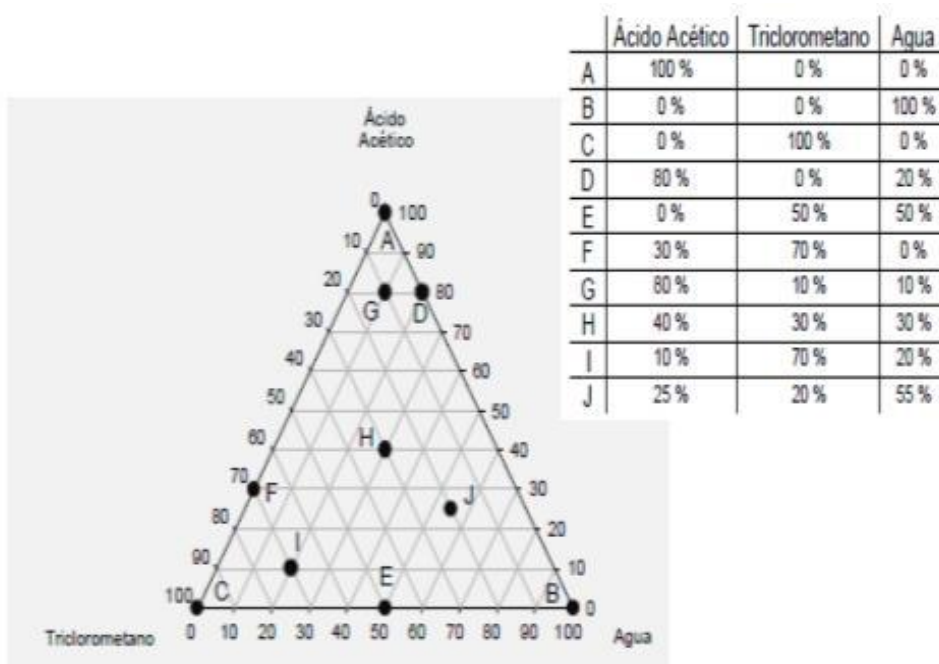 Ácido Acético Triclorometano Agua
A 100 % 0 % 0 %
B 0 % 0 % 100 %
C 0 % 100 % 0 %
D 80 % 0 % 20 %
E 0 % 50 % 50 %
F 30 % 70 % 0 %
G 80 % 10 % 10 %
H 40 % 30 % 30 %
I 10 % 70 % 20 %
J 25 % 20 % 55 %
Ácido
Acético
0 100
A
10 90
20 80
G D
30 70
40 60
50 50
H
60 40
70 30
F J
80 20
I
90 10
C E B
100 0
Triclorometano 0 10 20 30 40 50 60 70 80 90 100 Agua